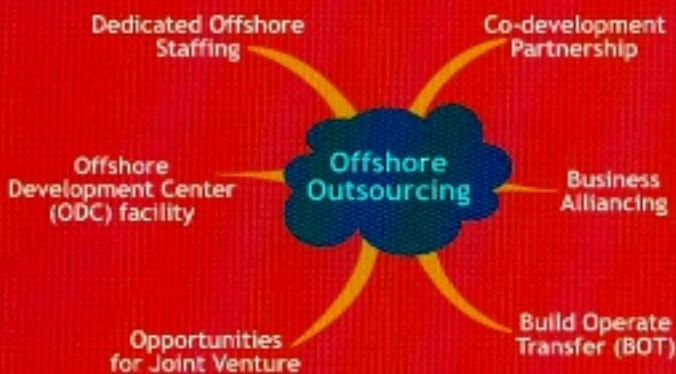 Dedicated Offshore
Staffing
Co-development
Partnership
Offshore
Development Center
(ODC) facility
Offshore
Outsourcing
Business
Alliancing
Opportunities
for Joint Venture
Build Operate
Transfer (BOT)